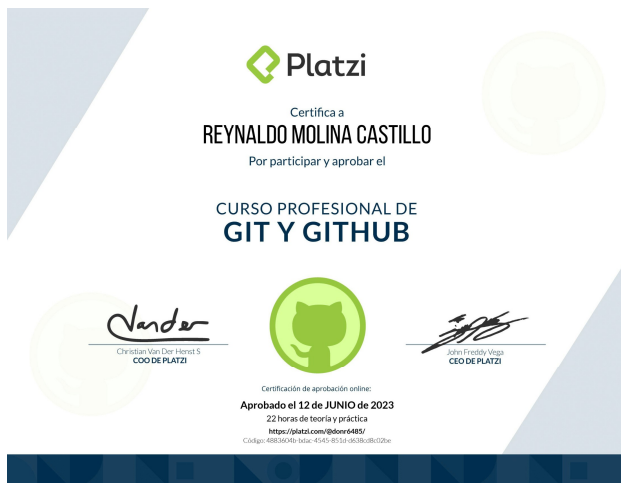 Platzi
Certifica a
REYNALDO MOLINA CASTILLO
Por participar y aprobar el
CURSO PROFESIONAL DE
GIT Y GITHUB
Vander
Christian Van Der Henst S
COO DE PLATZI
John Freddy Vega
CEO DE PLATZI
Certificación de aprobación online:
Aprobado el 12 de JUNIO de 2023
22 horas de teoría y práctica
https://platzi.com/@donr6485/
Código: 4883604b-bdac-4545-851d-d638cd8c02be